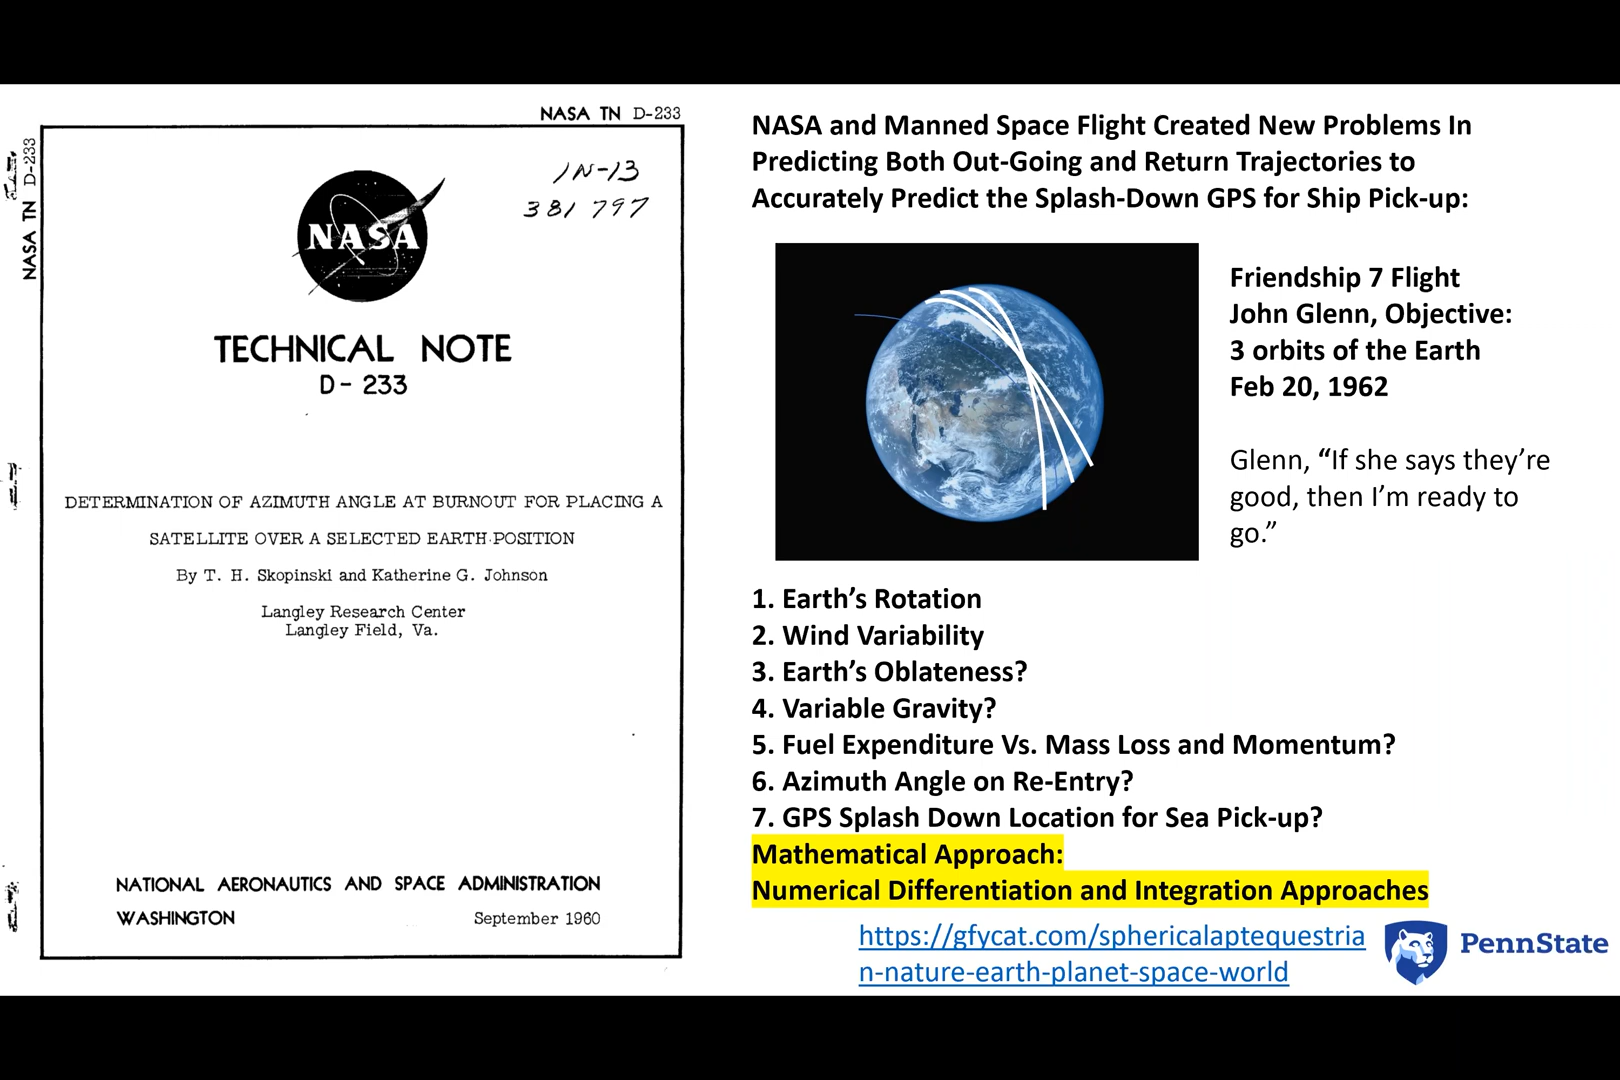 NASA TN D-233
NASA TN D-233
1N-13
381 797
NASA
TECHNICAL NOTE
D - 233
DETERMINATION OF AZIMUTH ANGLE AT BURNOUT FOR PLACING A
SATELLITE OVER A SELECTED EARTH POSITION
By T. H. Skopinski and Katherine G. Johnson
Langley Research Center
Langley Field, Va.
NATIONAL AERONAUTICS AND SPACE ADMINISTRATION
WASHINGTON September 1960
NASA and Manned Space Flight Created New Problems In
Predicting Both Out-Going and Return Trajectories to
Accurately Predict the Splash-Down GPS for Ship Pick-up:
Friendship 7 Flight
John Glenn, Objective:
3 orbits of the Earth
Feb 20, 1962
Glenn, “If she says they’re
good, then I’m ready to
go.”
1. Earth’s Rotation
2. Wind Variability
3. Earth’s Oblateness?
4. Variable Gravity?
5. Fuel Expenditure Vs. Mass Loss and Momentum?
6. Azimuth Angle on Re-Entry?
7. GPS Splash Down Location for Sea Pick-up?
Mathematical Approach:
Numerical Differentiation and Integration Approaches
https://gfycat.com/sphericalaptequestria
n-nature-earth-planet-space-world
PennState